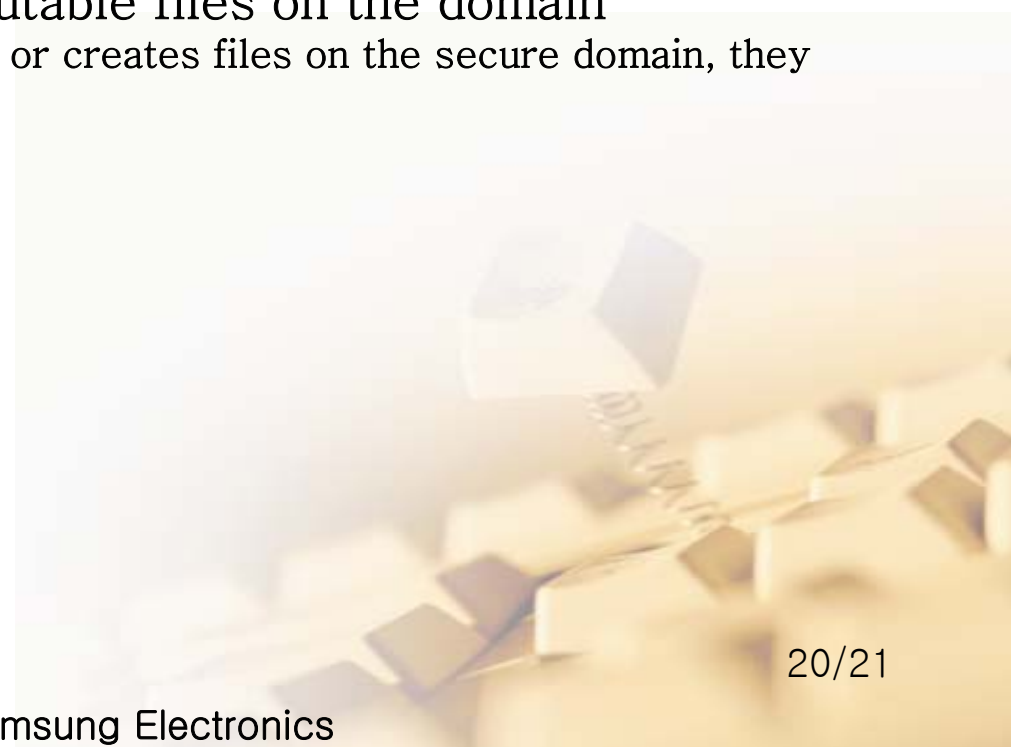 utable files on the domain
or creates files on the secure domain, they
20/21
msung Electronics